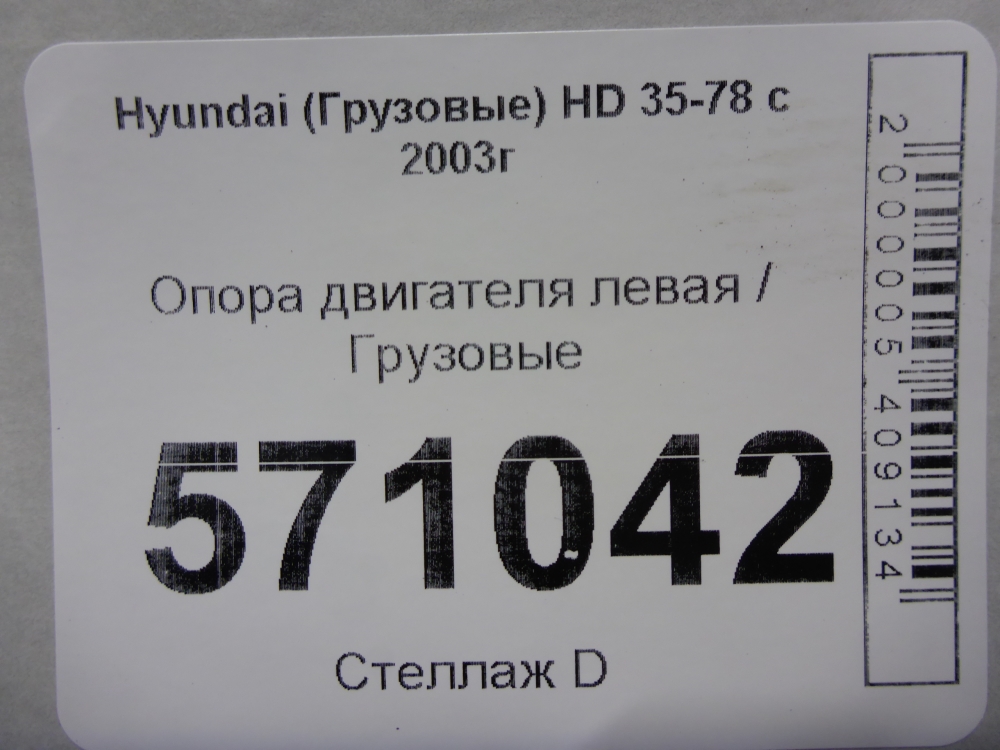 Hyundai (Грузовые) HD 35-78 с
2003г
Опора двигателя левая /
Грузовые
571042
Стеллаж D
2000005409134